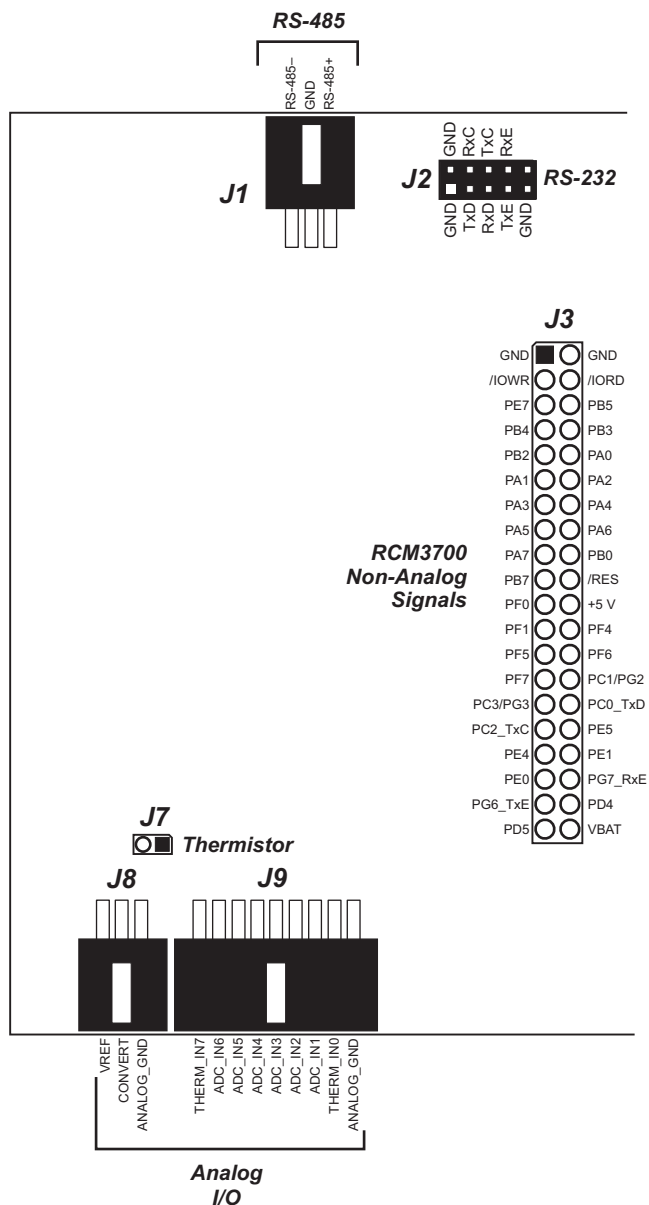 RS-485
RS-485–
GND
RS-485+
J1
GND
RxC
TxC
RxE
J2
RS-232
GND
TxD
RxD
TxE
GND
J3
GND GND
/IOWR /IORD
PE7 PB5
PB4 PB3
PB2 PA0
PA1 PA2
PA3 PA4
PA5 PA6
PA7 PB0
PB7 /RES
PF0 +5 V
PF1 PF4
PF5 PF6
PF7 PC1/PG2
PC3/PG3 PC0_TxD
PC2_TxC PE5
PE4 PE1
PE0 PG7_RxE
PG6_TxE PD4
PD5 VBAT
RCM3700
Non-Analog
Signals
J7
Thermistor
J8
J9
VREF
CONVERT
ANALOG_GND
THERM_IN7
ADC_IN6
ADC_IN5
ADC_IN4
ADC_IN3
ADC_IN2
ADC_IN1
THERM_IN0
ANALOG_GND
Analog
I/O